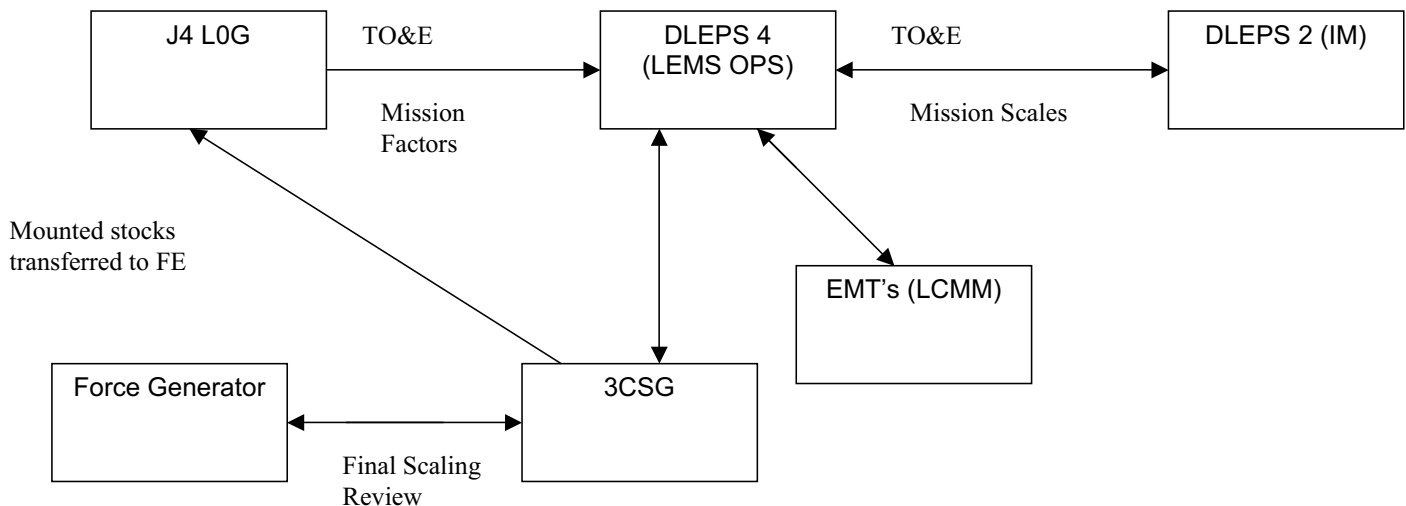 J4 L0G
TO&E
DLEPS 4
(LEMS OPS)
TO&E
DLEPS 2 (IM)
Mission
Factors
Mission Scales
Mounted stocks
transferred to FE
EMT’s (LCMM)
Force Generator
3CSG
Final Scaling
Review